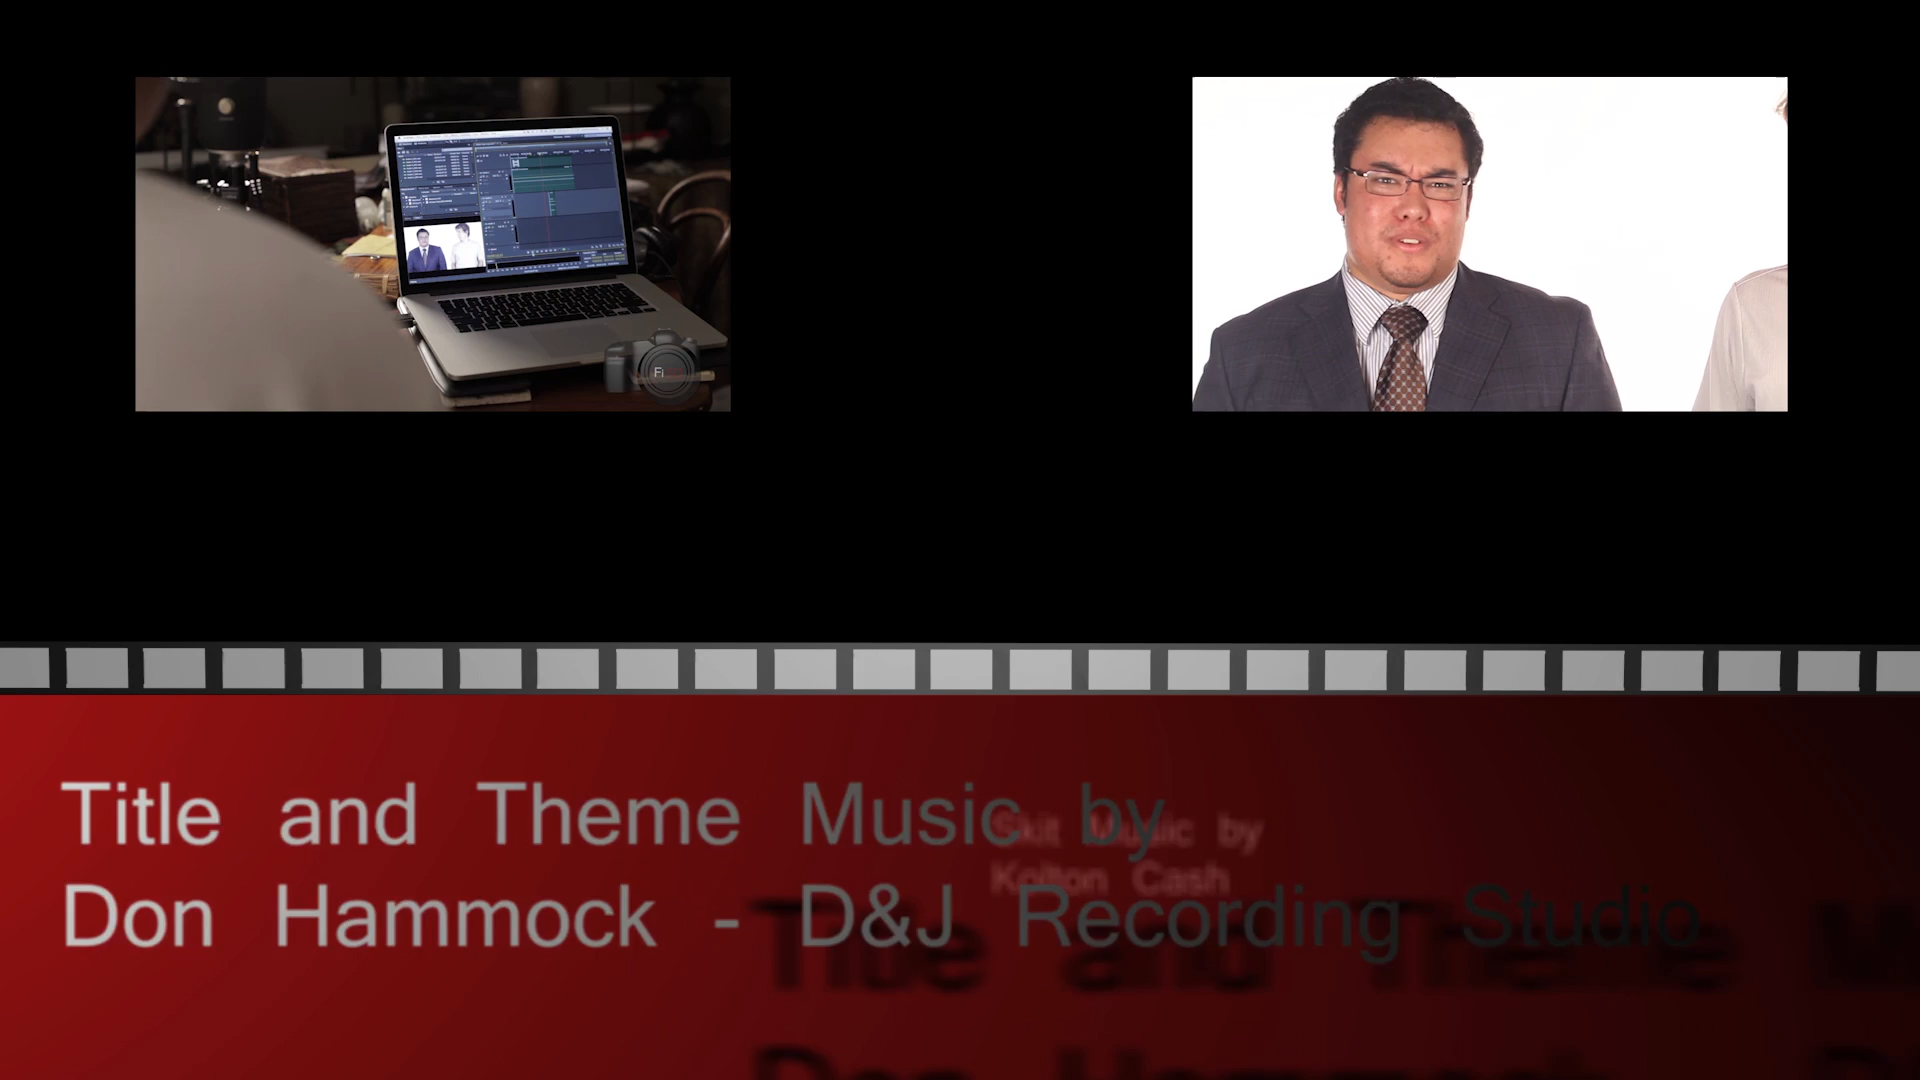 Title and Theme Music by
Don Hammock - D&J Recording Studio
Skit Music by
Kolton Cash